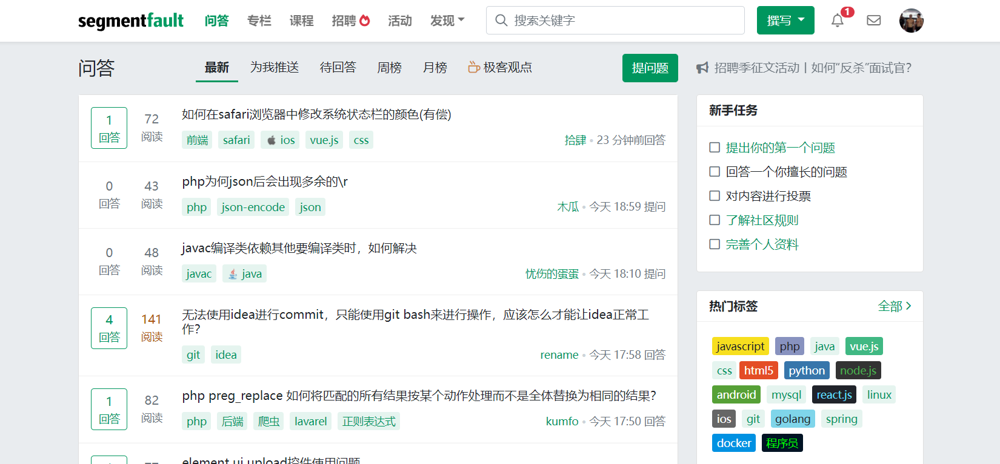 segmentfault 问答 专栏 课程 招聘 活动 发现 搜索关键字 撰写 1
问答 最新 为我推送 待回答 周榜 月榜 极客观点 提问题
1 回答 72 阅读
如何在safari浏览器中修改系统状态栏的颜色(有偿)
前端 safari ios vue.js css 拾肆 • 23 分钟前回答
0 回答 43 阅读
php为何json后会出现多余的\r
php json-encode json 木瓜 • 今天 18:59 提问
0 回答 48 阅读
javac编译类依赖其他要编译类时，如何解决
javac java 忧伤的蛋蛋 • 今天 18:10 提问
4 回答 141 阅读
无法使用idea进行commit，只能使用git bash来进行操作，应该怎么才能让idea正常工
作？
git idea rename • 今天 17:58 回答
1 回答 82 阅读
php preg_replace 如何将匹配的所有结果按某个动作处理而不是全体替换为相同的结果？
php 后端 爬虫 lavarel 正则表达式 kumfo • 今天 17:50 回答
element ui upload控件使用问题
招聘季征文活动丨如何“反杀”面试官？
新手任务
提出你的第一个问题
回答一个你擅长的问题
对内容进行投票
了解社区规则
完善个人资料
热门标签 全部
javascript php java vue.js
css html5 python node.js
android mysql react.js linux
ios git golang spring
docker 程序员